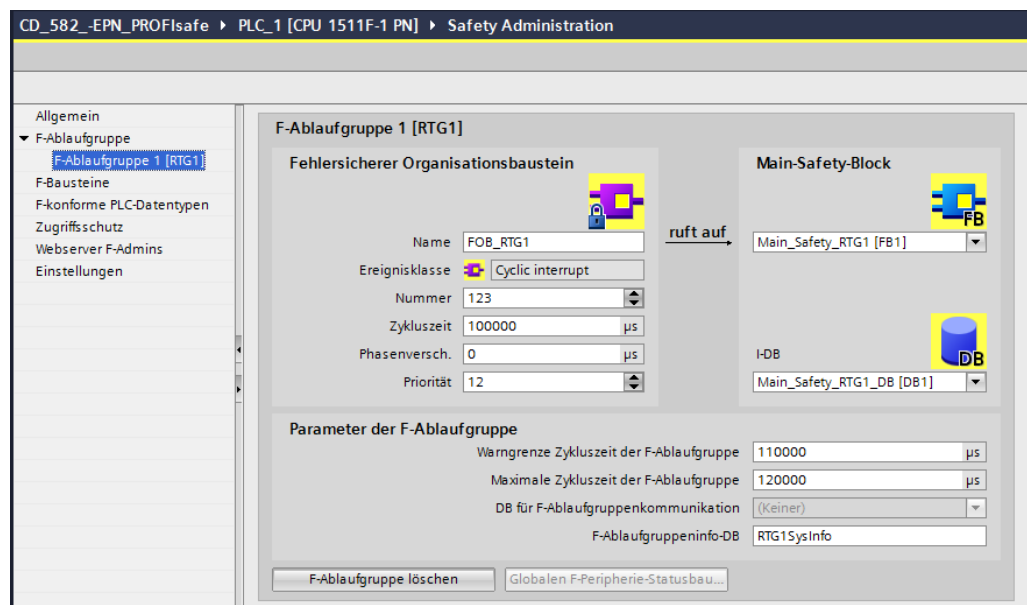 CD_582_-EPN_PROFIsafe ▸ PLC_1 [CPU 1511F-1 PN] ▸ Safety Administration
Allgemein
F-Ablaufgruppe
F-Ablaufgruppe 1 [RTG1]
F-Bausteine
F-konforme PLC-Datentypen
Zugriffsschutz
Webserver F-Admins
Einstellungen
F-Ablaufgruppe 1 [RTG1]
Fehlersicherer Organisationsbaustein
Name FOB_RTG1
Ereignisklasse Cyclic interrupt
Nummer 123
Zykluszeit 100000 µs
Phasenversch. 0 µs
Priorität 12
ruft auf
Main-Safety-Block
FB
Main_Safety_RTG1 [FB1]
I-DB
DB
Main_Safety_RTG1_DB [DB1]
Parameter der F-Ablaufgruppe
Warngrenze Zykluszeit der F-Ablaufgruppe 110000 µs
Maximale Zykluszeit der F-Ablaufgruppe 120000 µs
DB für F-Ablaufgruppenkommunikation (Keiner)
F-Ablaufgruppeninfo-DB RTG1SysInfo
F-Ablaufgruppe löschen
Globalen F-Peripherie-Statusbau...